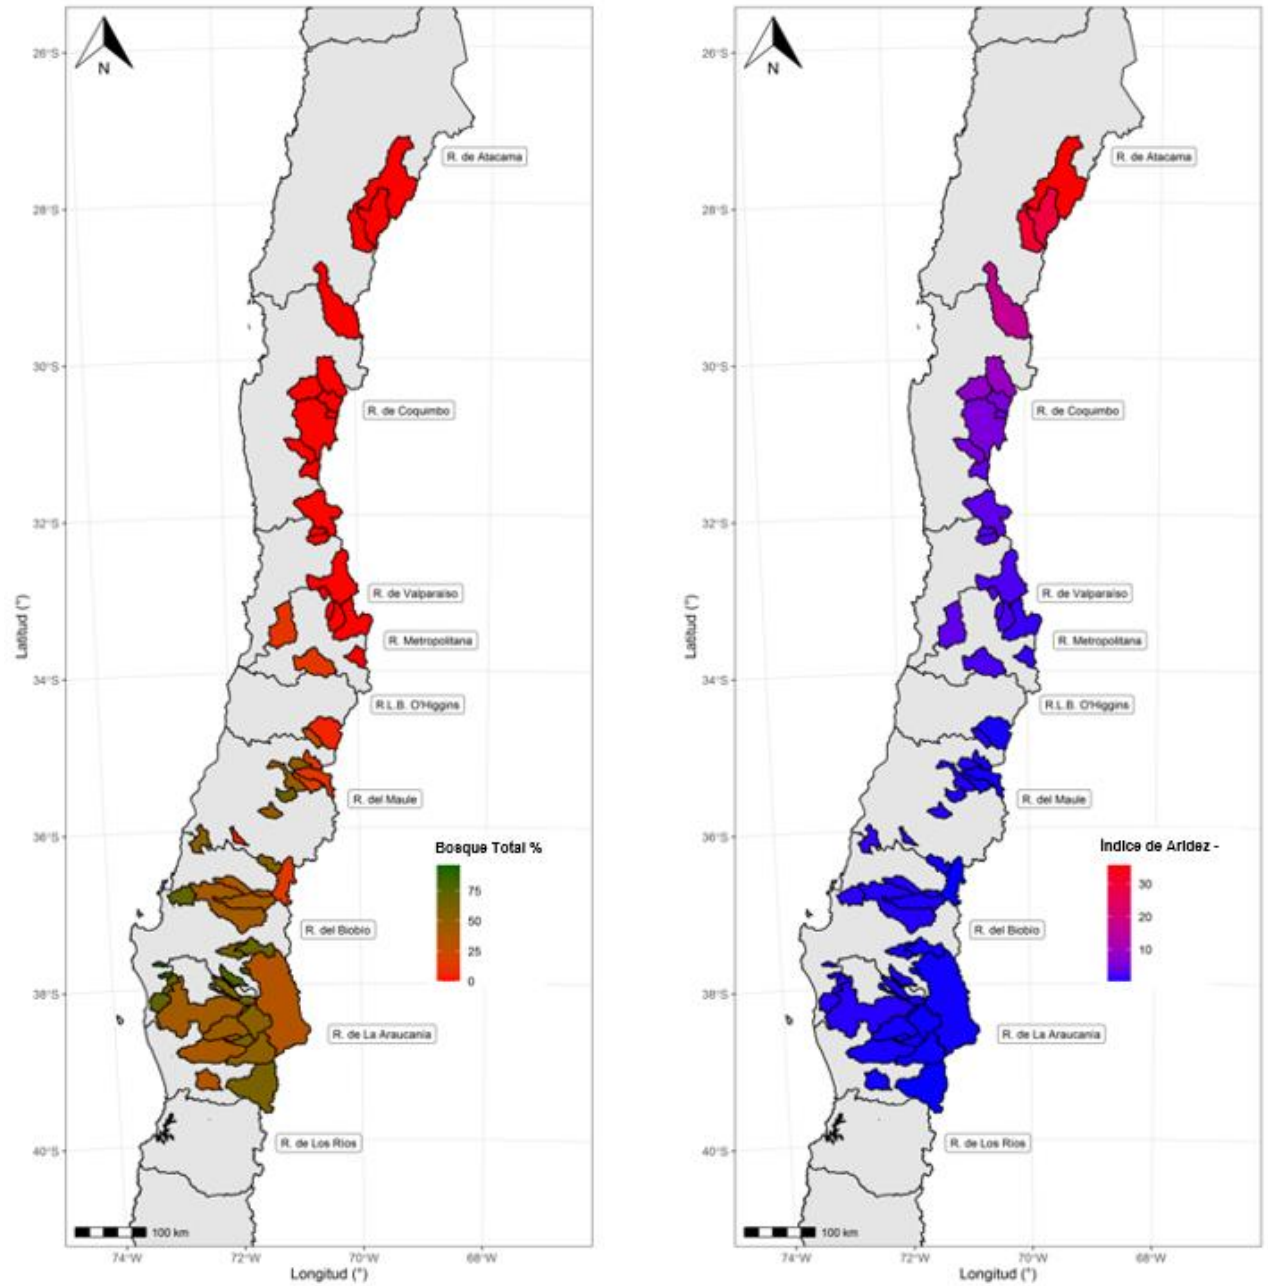 N
26°S
28°S
30°S
32°S
34°S
36°S
38°S
40°S
Latitud (°)
R. de Atacama
R. de Coquimbo
R. de Valparaíso
R. Metropolitana
R.L.B. O'Higgins
R. del Maule
Bosque Total %
75
50
25
0
R. del Biobío
R. de La Araucanía
R. de Los Ríos
100 km
74°W
72°W
70°W
68°W
Longitud (°)
N
26°S
28°S
30°S
32°S
34°S
36°S
38°S
40°S
Latitud (°)
R. de Atacama
R. de Coquimbo
R. de Valparaíso
R. Metropolitana
R.L.B. O'Higgins
R. del Maule
Índice de Aridez -
30
20
10
R. del Biobío
R. de La Araucanía
R. de Los Ríos
100 km
74°W
72°W
70°W
68°W
Longitud (°)